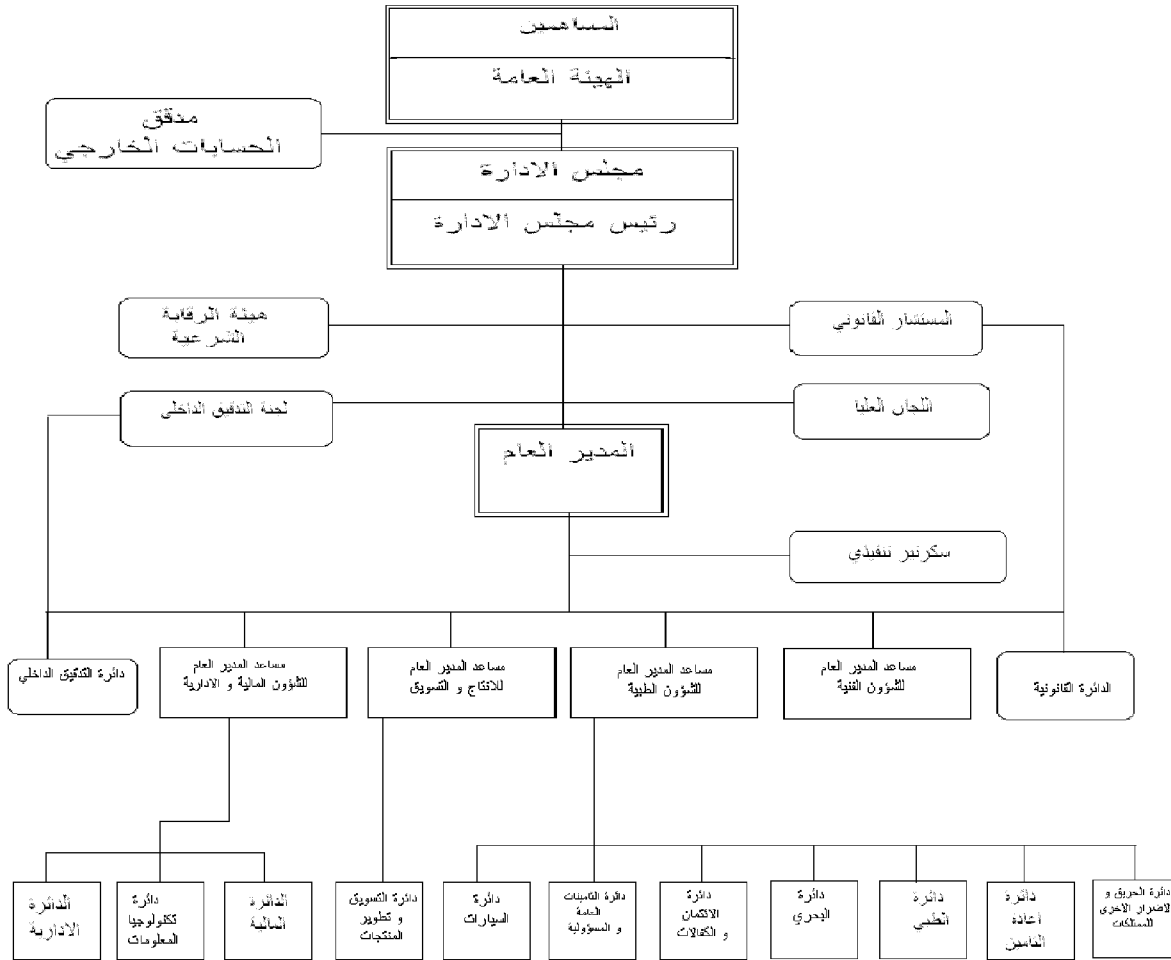 المساهمين
الهيئة العامة
مدقق
الحسابات الخارجي
مجلس الادارة
رئيس مجلس الادارة
المستشار القانوني
هيئة الرقابة
الشرعية
اللجان العليا
لجنة التدقيق الداخلي
المدير العام
سكرتير تنفيذي
الدائرة القانونية
مساعد المدير العام
للشؤون الفنية
مساعد المدير العام
للشؤون الطبية
مساعد المدير العام
للانتاج و التسويق
مساعد المدير العام
للشؤون المالية و الادارية
دائرة التدقيق الداخلي
دائرة الحريق و
الاضرار الأخرى
للممتلكات
دائرة
اعادة
التامين
دائرة
الطبي
دائرة
البحري
دائرة
الائتمان
و الكفالات
دائرة التامينات
العامة
و المسؤولية
دائرة
السيارات
دائرة التسويق
و تطوير
المنتجات
الدائرة
المالية
دائرة
تكنولوجيا
المعلومات
الدائرة
الادارية